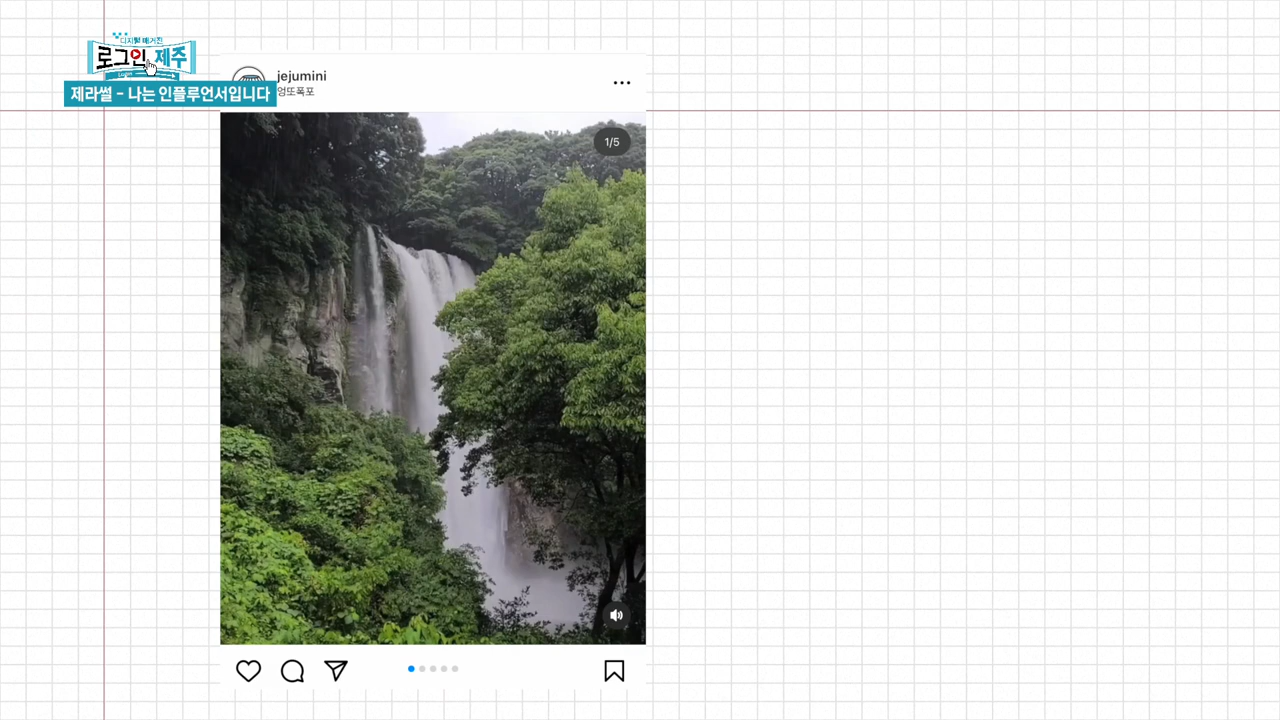 디지털 매거진
로그인 제주
Login
제라썰 - 나는 인플루언서입니다
jejumini
엉또폭포
1/5